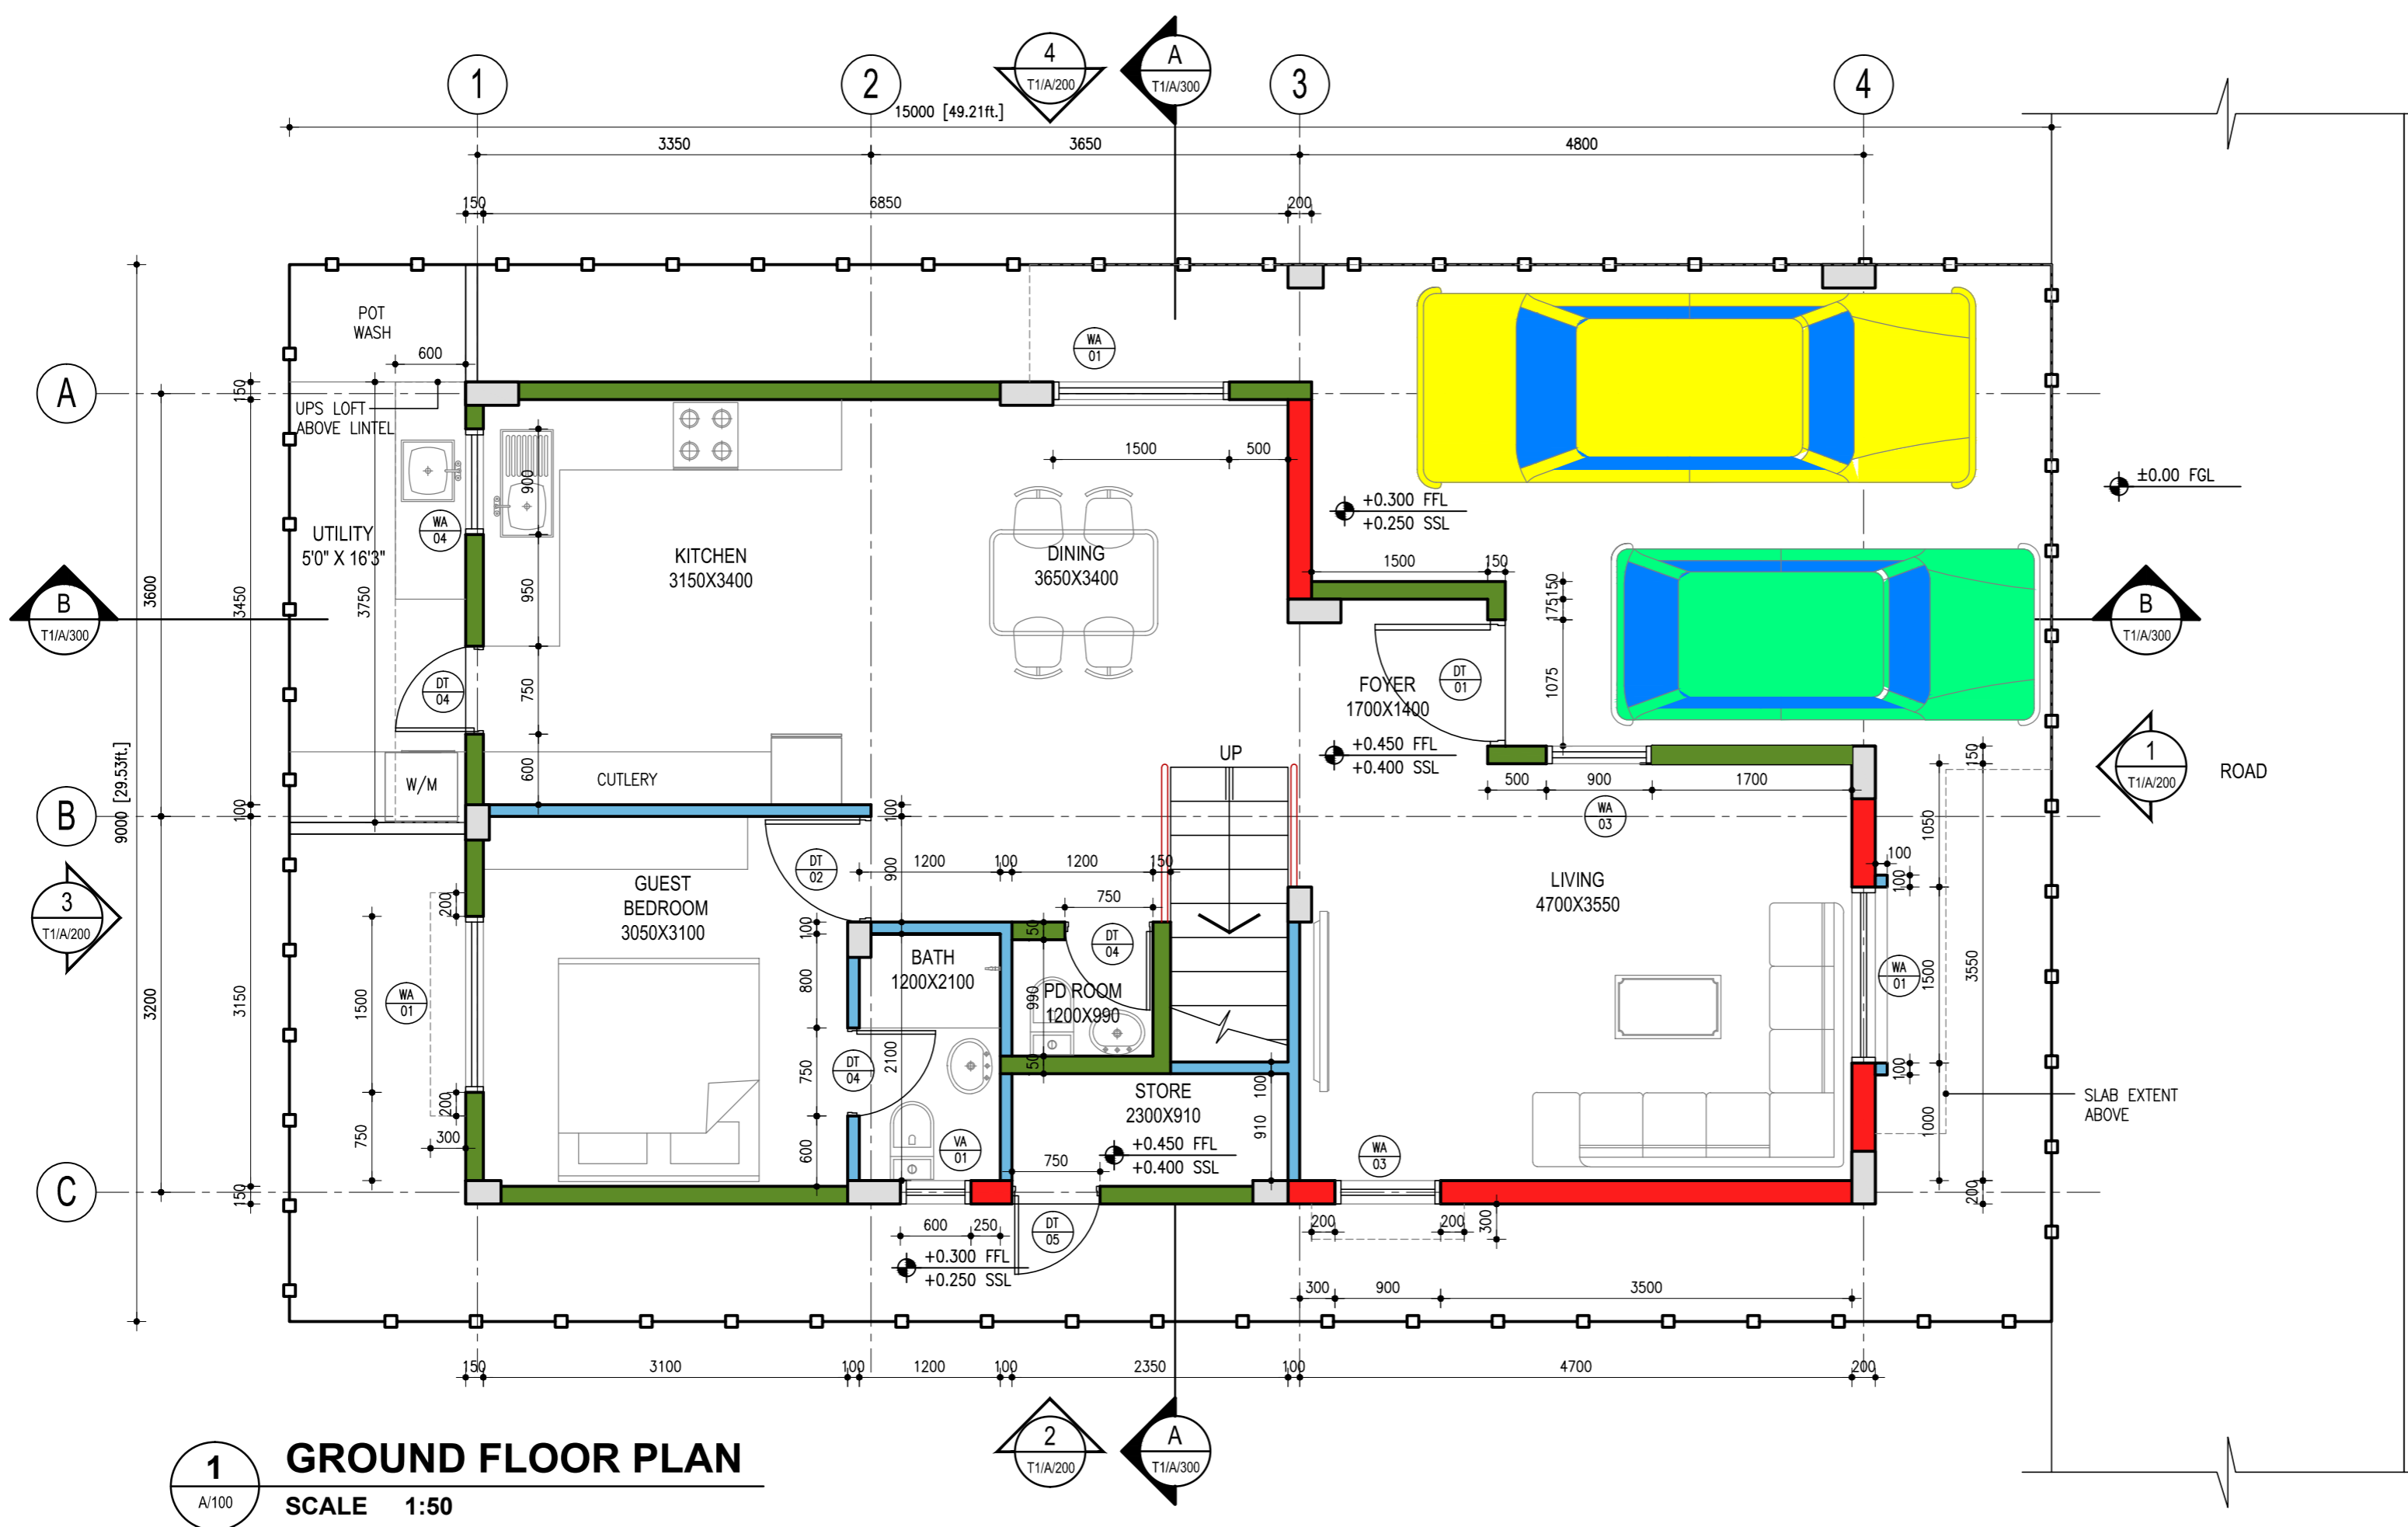 1
2
4
T1/A/200
A
T1/A/300
3
4
15000 [49.21ft.]
3350
3650
4800
150
6850
200
POT
WASH
600
WA
01
A
150
UPS LOFT
ABOVE LINTEL
1500
500
±0.00 FGL
+0.300 FFL
+0.250 SSL
900
WA
04
UTILITY
5'0" X 16'3"
KITCHEN
3150X3400
DINING
3650X3400
1500
150
150
175
B
T1/A/300
3600
3450
3750
950
B
T1/A/300
DT
04
750
FOYER
1700X1400
DT
01
1075
+0.450 FFL
+0.400 SSL
UP
1
T1/A/200
ROAD
150
9000 [29.53ft.]
W/M
600
CUTLERY
500
900
1700
B
100
100
WA
03
1050
3
T1/A/200
DT
02
900
1200
100
1200
150
100
100
GUEST
BEDROOM
3050X3100
200
750
LIVING
4700X3550
100
50
DT
04
BATH
1200X2100
3200
3150
1500
WA
01
800
990
PD ROOM
1200X990
WA
01
1500
3550
DT
04
750
2100
50
100
STORE
2300X910
100
SLAB EXTENT
ABOVE
200
750
300
600
VA
01
+0.450 FFL
+0.400 SSL
910
1000
750
WA
03
C
150
200
600
250
DT
05
200
200
300
+0.300 FFL
+0.250 SSL
300
900
3500
150
3100
100
1200
100
2350
100
4700
200
2
T1/A/200
A
T1/A/300
1
A/100
GROUND FLOOR PLAN
SCALE 1:50